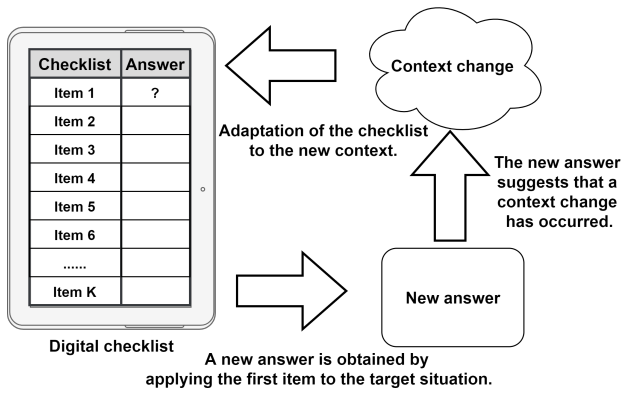 Checklist Answer
Item 1 ?
Item 2
Item 3
Item 4
Item 5
Item 6
......
Item K
Digital checklist
Context change
Adaptation of the checklist
to the new context.
The new answer
suggests that a
context change
has occurred.
New answer
A new answer is obtained by
applying the first item to the target situation.